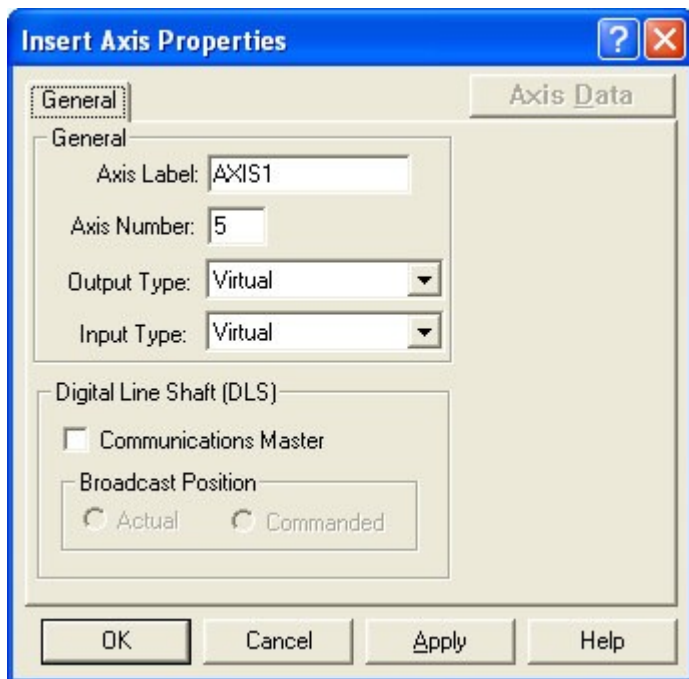 Insert Axis Properties
General
Axis Data
General
Axis Label: AXIS1
Axis Number: 5
Output Type: Virtual
Input Type: Virtual
Digital Line Shaft (DLS)
Communications Master
Broadcast Position
Actual Commanded
OK Cancel Apply Help